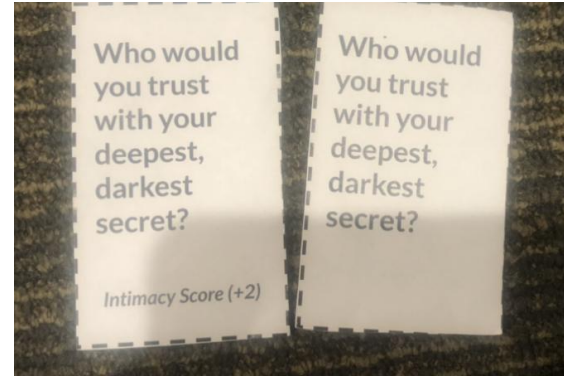 Who would
you trust
with your
deepest,
darkest
secret?
Intimacy Score (+2)
Who would
you trust
with your
deepest,
darkest
secret?